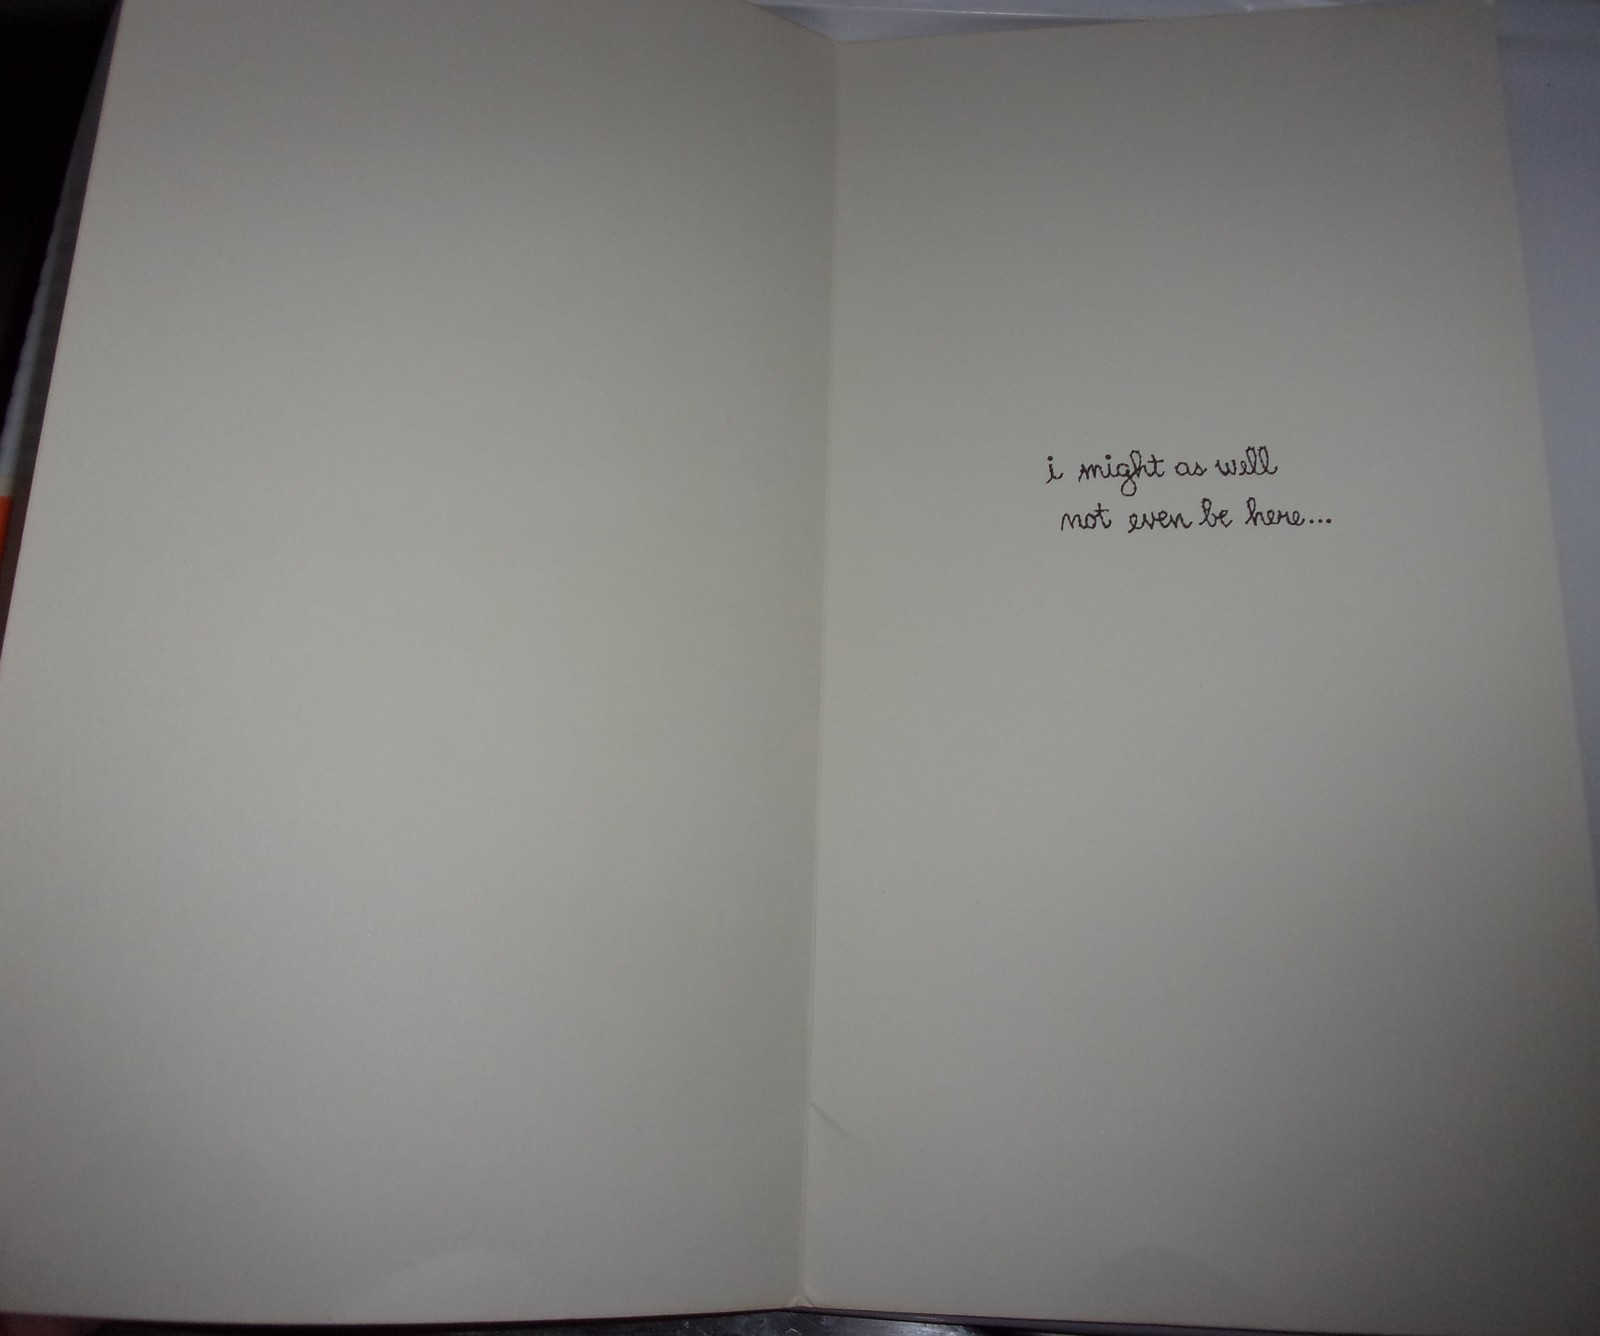 i might as well
not even be here...